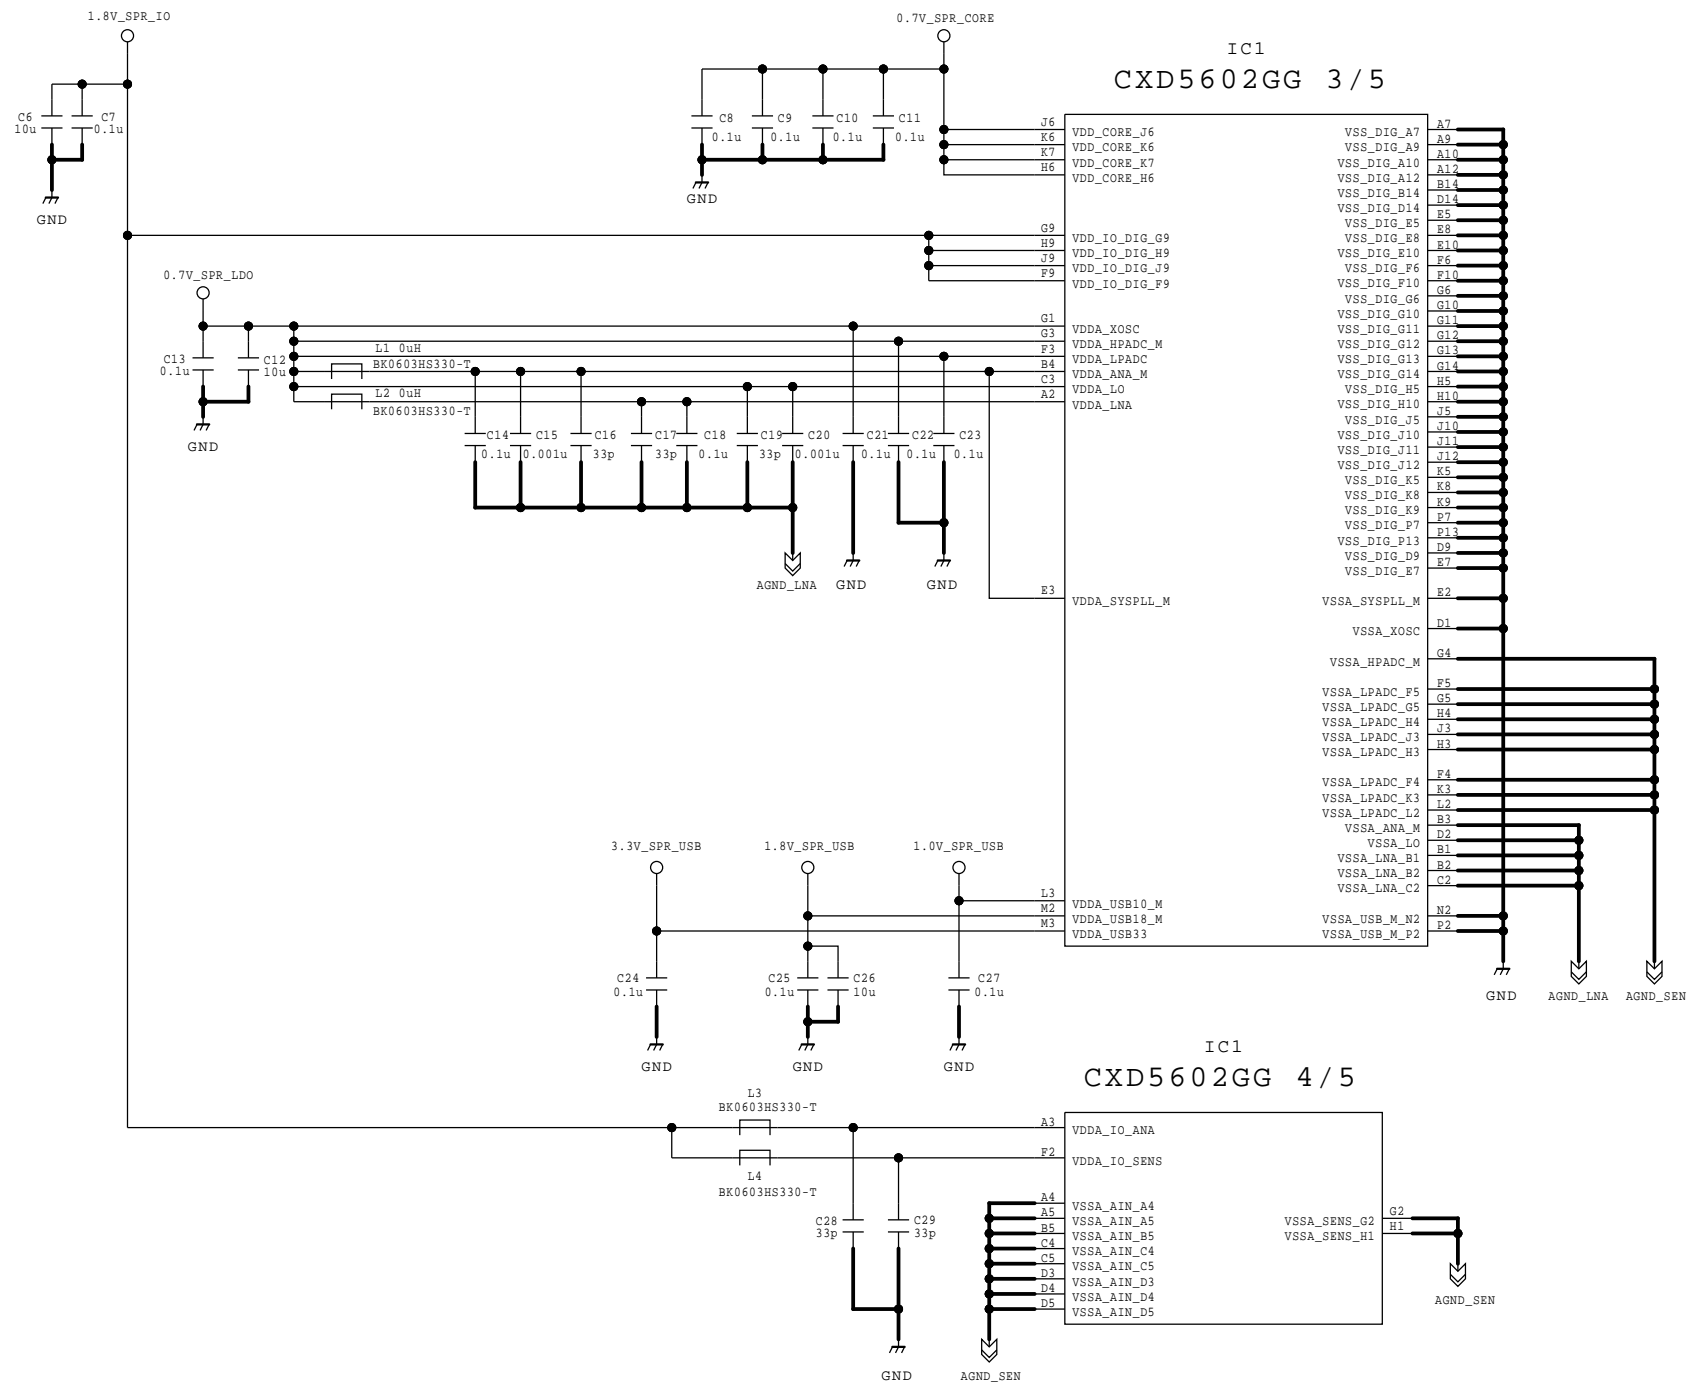 1.8V_SPR_IO
0.7V_SPR_CORE
IC1
CXD5602GG 3/5
C6
10u
C7
0.1u
GND
C8
0.1u
C9
0.1u
C10
0.1u
C11
0.1u
GND
J6
K6
K7
H6
VDD_CORE_J6
VDD_CORE_K6
VDD_CORE_K7
VDD_CORE_H6
G9
H9
J9
F9
VDD_IO_DIG_G9
VDD_IO_DIG_H9
VDD_IO_DIG_J9
VDD_IO_DIG_F9
0.7V_SPR_LDO
C13
0.1u
C12
10u
GND
L1 0uH
BK0603HS330-T
L2 0uH
BK0603HS330-T
G1
G3
F3
B4
C3
A2
VDDA_XOSC
VDDA_HPADC_M
VDDA_LPADC
VDDA_ANA_M
VDDA_LO
VDDA_LNA
C14
0.1u
C15
0.001u
C16
33p
C17
33p
C18
0.1u
C19
33p
C20
0.001u
C21
0.1u
C22
0.1u
C23
0.1u
AGND_LNA
GND
GND
E3
VDDA_SYSPLL_M
VSS_DIG_A7
VSS_DIG_A9
VSS_DIG_A10
VSS_DIG_A12
VSS_DIG_B14
VSS_DIG_D14
VSS_DIG_E5
VSS_DIG_E8
VSS_DIG_E10
VSS_DIG_F6
VSS_DIG_F10
VSS_DIG_G6
VSS_DIG_G10
VSS_DIG_G11
VSS_DIG_G12
VSS_DIG_G13
VSS_DIG_G14
VSS_DIG_H5
VSS_DIG_H10
VSS_DIG_J5
VSS_DIG_J10
VSS_DIG_J11
VSS_DIG_J12
VSS_DIG_K5
VSS_DIG_K8
VSS_DIG_K9
VSS_DIG_P7
VSS_DIG_P13
VSS_DIG_D9
VSS_DIG_E7
VSSA_SYSPLL_M
VSSA_XOSC
VSSA_HPADC_M
VSSA_LPADC_F5
VSSA_LPADC_G5
VSSA_LPADC_H4
VSSA_LPADC_J3
VSSA_LPADC_H3
VSSA_LPADC_F4
VSSA_LPADC_K3
VSSA_LPADC_L2
VSSA_ANA_M
VSSA_LO
VSSA_LNA_B1
VSSA_LNA_B2
VSSA_LNA_C2
VSSA_USB_M_N2
VSSA_USB_M_P2
A7
A9
A10
A12
B14
D14
E5
E8
E10
F6
F10
G6
G10
G11
G12
G13
G14
H5
H10
J5
J10
J11
J12
K5
K8
K9
P7
P13
D9
E7
E2
D1
G4
F5
G5
H4
J3
H3
F4
K3
L2
B3
D2
B1
B2
C2
N2
P2
GND
AGND_LNA
AGND_SEN
3.3V_SPR_USB
1.8V_SPR_USB
1.0V_SPR_USB
L3
M2
M3
VDDA_USB10_M
VDDA_USB18_M
VDDA_USB33
C24
0.1u
C25
0.1u
C26
10u
C27
0.1u
GND
GND
GND
IC1
CXD5602GG 4/5
L3
BK0603HS330-T
L4
BK0603HS330-T
A3
F2
VDDA_IO_ANA
VDDA_IO_SENS
C28
33p
C29
33p
GND
A4
A5
B5
C4
C5
D3
D4
D5
VSSA_AIN_A4
VSSA_AIN_A5
VSSA_AIN_B5
VSSA_AIN_C4
VSSA_AIN_C5
VSSA_AIN_D3
VSSA_AIN_D4
VSSA_AIN_D5
AGND_SEN
VSSA_SENS_G2
VSSA_SENS_H1
G2
H1
AGND_SEN